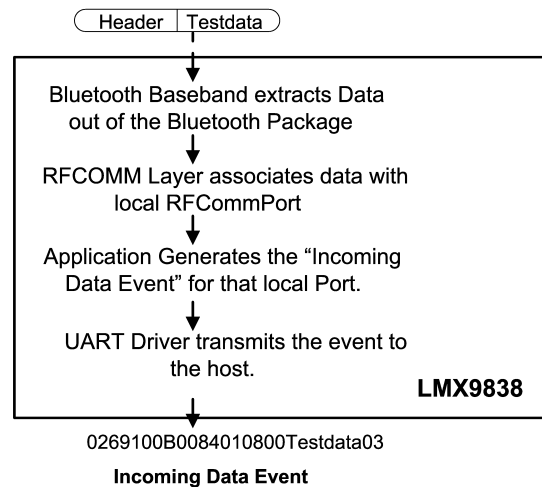 Header Testdata
Bluetooth Baseband extracts Data
out of the Bluetooth Package
RFCOMM Layer associates data with
local RFCommPort
Application Generates the “Incoming
Data Event” for that local Port.
UART Driver transmits the event to
the host.
LMX9838
0269100B0084010800Testdata03
Incoming Data Event